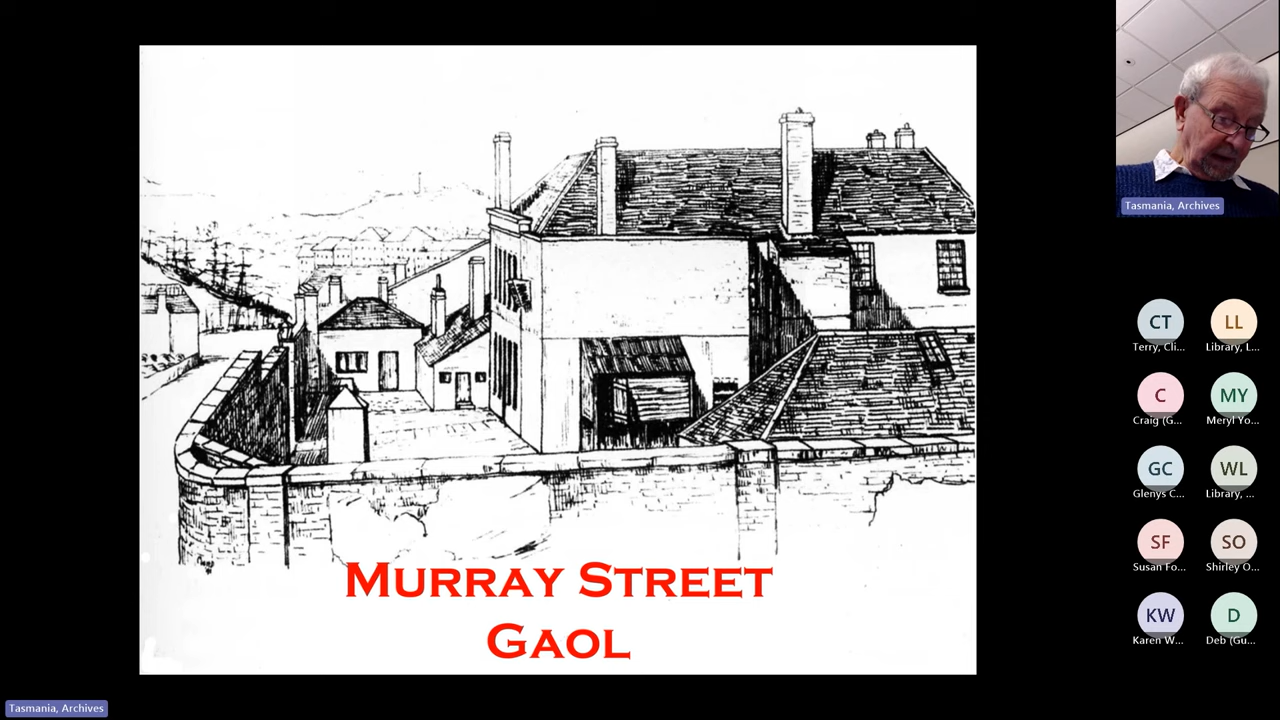 MURRAY STREET
GAOL
Tasmania, Archives
CT
Terry, Cli...
LL
Library, L...
C
Craig (G...
MY
Meryl Yo...
GC
Glenys C...
WL
Library, ...
SF
Susan Fo...
SO
Shirley O...
KW
Karen W...
D
Deb (Gu...
Tasmania, Archives